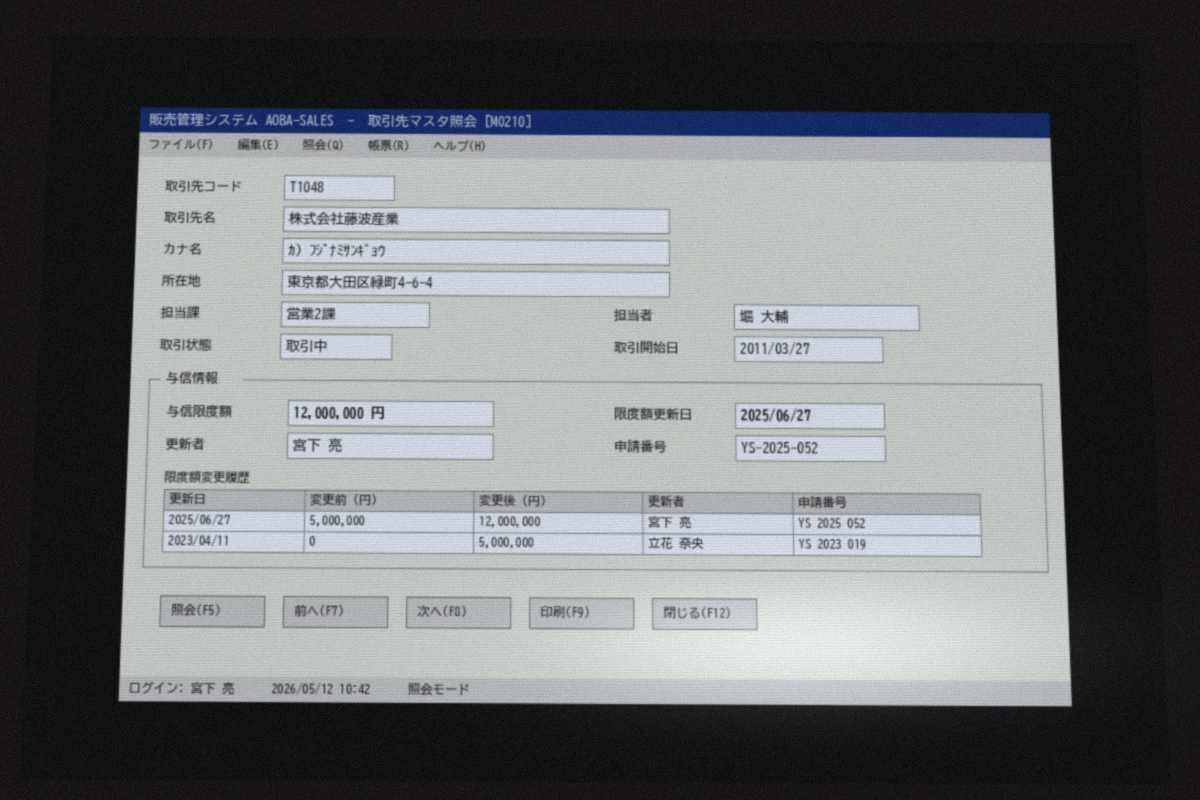 販売管理システム AOBA-SALES - 取引先マスタ照会 [M0210]
ファイル(F) 編集(E) 照会(Q) 帳票(R) ヘルプ(H)
取引先コード T1048
取引先名 株式会社藤波産業
カナ名 カ) フジナミサンギョウ
所在地 東京都大田区緑町4-6-4
担当課 営業2課 担当者 堀 大輔
取引状態 取引中 取引開始日 2011/03/27
与信情報
与信限度額 12,000,000 円 限度額更新日 2025/06/27
更新者 宮下 亮 申請番号 YS-2025-052
限度額変更履歴
更新日 変更前 (円) 変更後 (円) 更新者 申請番号
2025/06/27 5,000,000 12,000,000 宮下 亮 YS 2025 052
2023/04/11 0 5,000,000 立花 奈央 YS 2023 019
照会(F5) 前へ(F7) 次へ(F8) 印刷(F9) 閉じる(F12)
ログイン: 宮下 亮 2026/05/12 10:42 照会モード